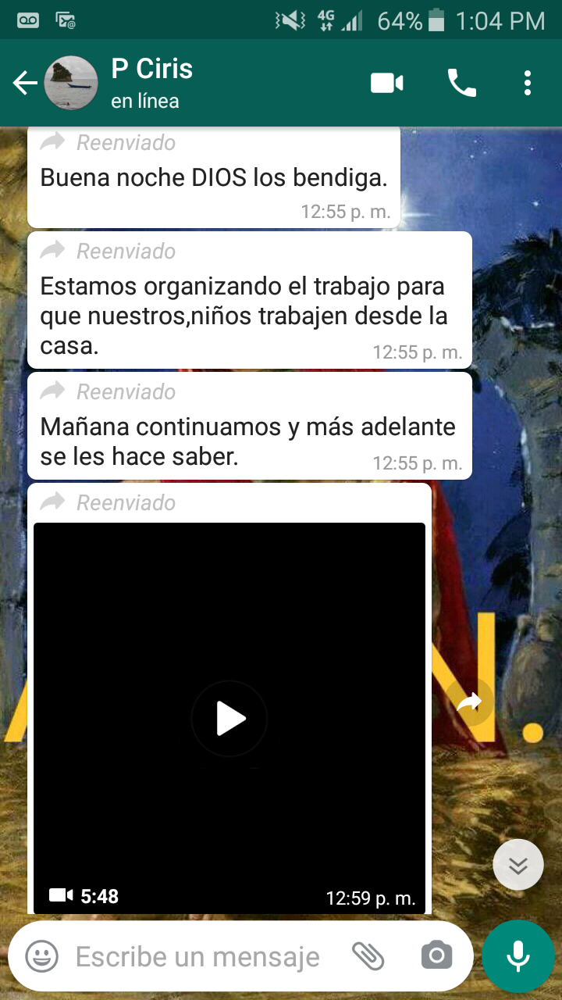 4G 64% 1:04 PM
P Ciris
en línea
Reenviado
Buena noche DIOS los bendiga.
12:55 p. m.
Reenviado
Estamos organizando el trabajo para
que nuestros,niños trabajen desde la
casa.
12:55 p. m.
Reenviado
Mañana continuamos y más adelante
se les hace saber.
12:55 p. m.
Reenviado
5:48
12:59 p. m.
N.
Escribe un mensaje